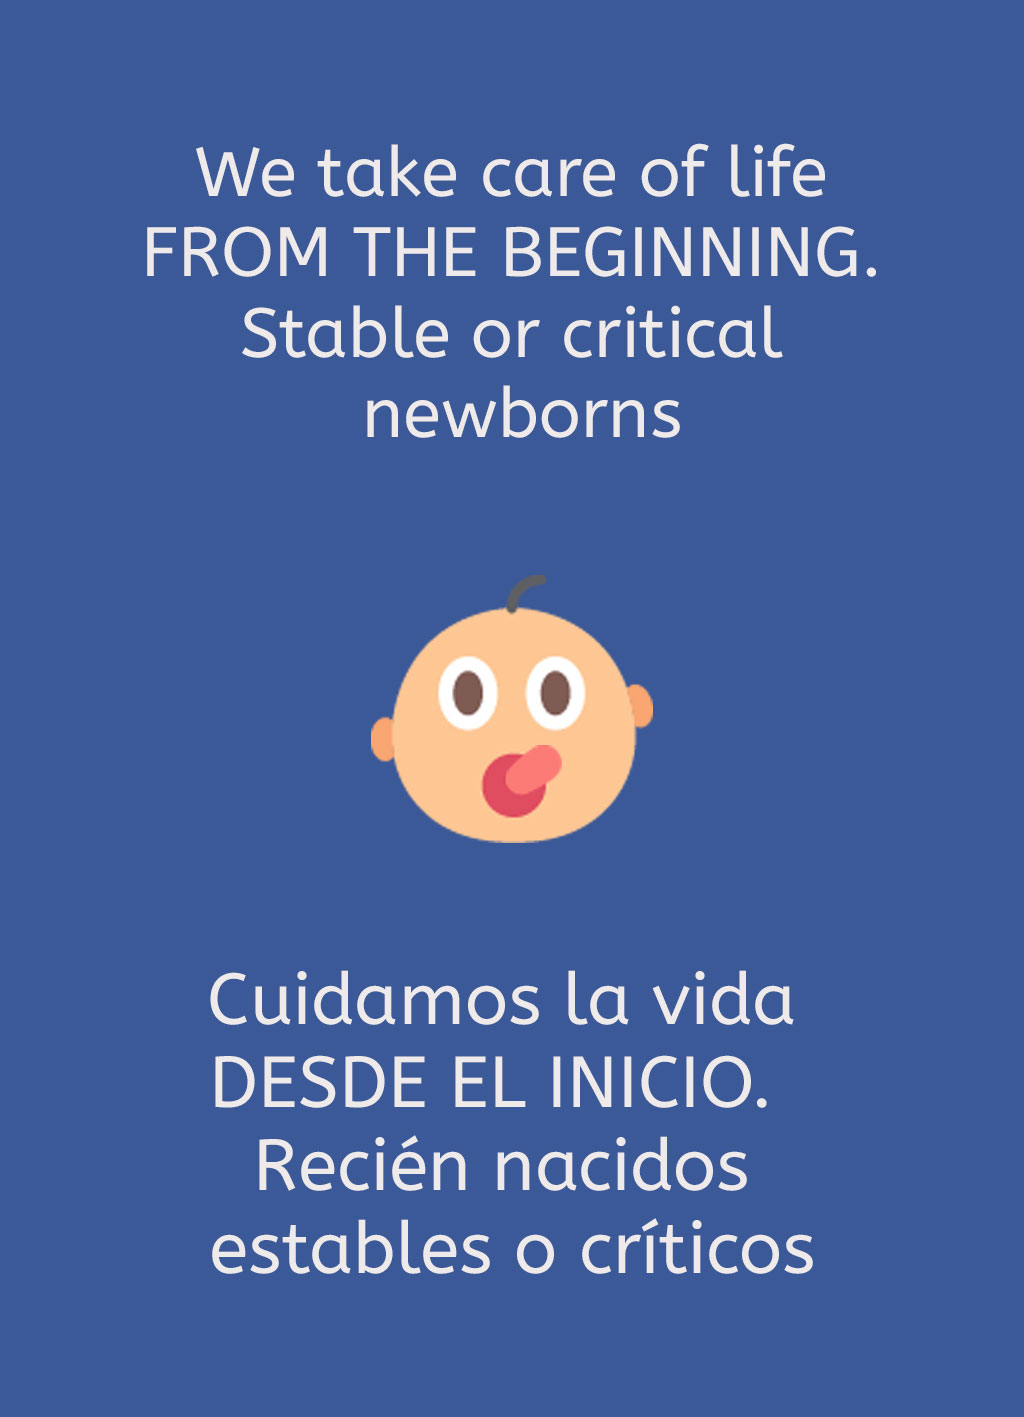 We take care of life
FROM THE BEGINNING.
Stable or critical
newborns
Cuidamos la vida
DESDE EL INICIO.
Recién nacidos
estables o críticos